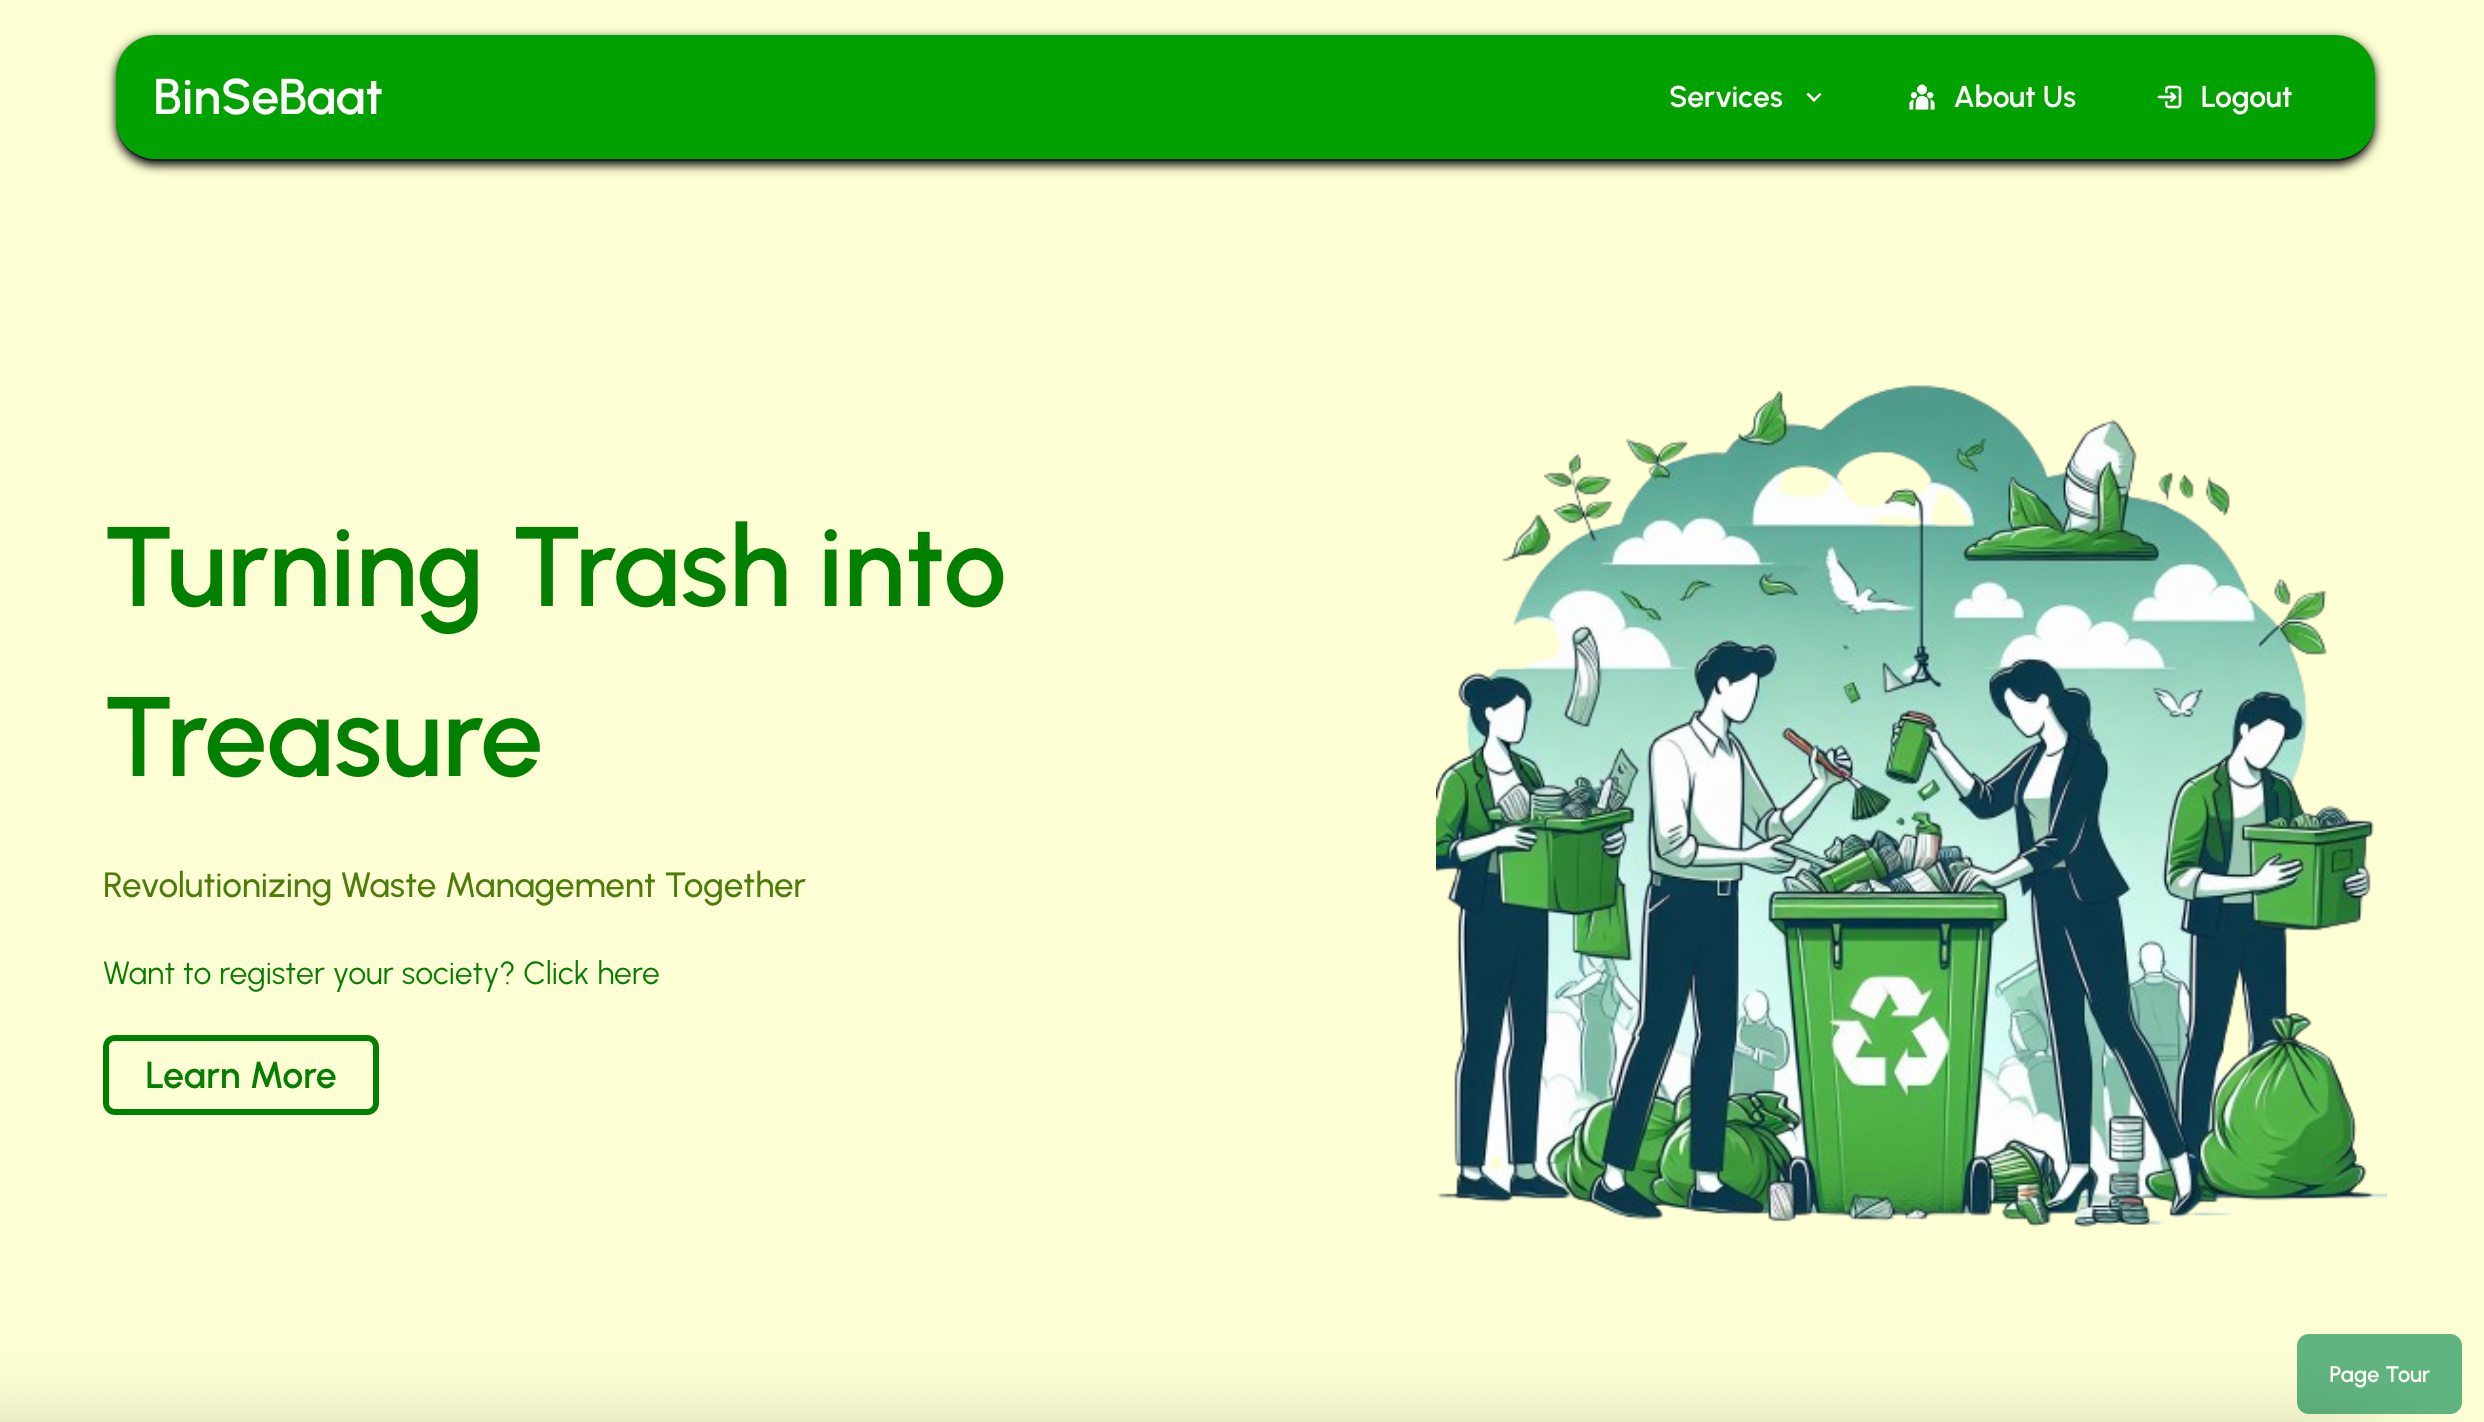 BinSeBaat
Services
About Us
Logout
Turning Trash into
Treasure
Revolutionizing Waste Management Together
Want to register your society? Click here
Learn More
Page Tour